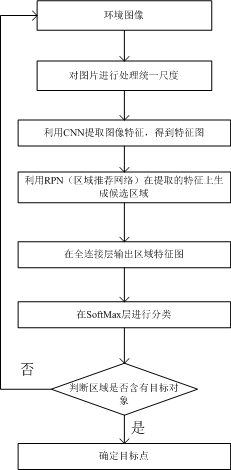 环境图像
对图片进行处理统一尺度
利用CNN提取图像特征，得到特征图
利用RPN（区域推荐网络）在提取的特征上生
成候选区域
在全连接层输出区域特征图
在SoftMax层进行分类
判断区域是否含有目标对
象
否
是
确定目标点